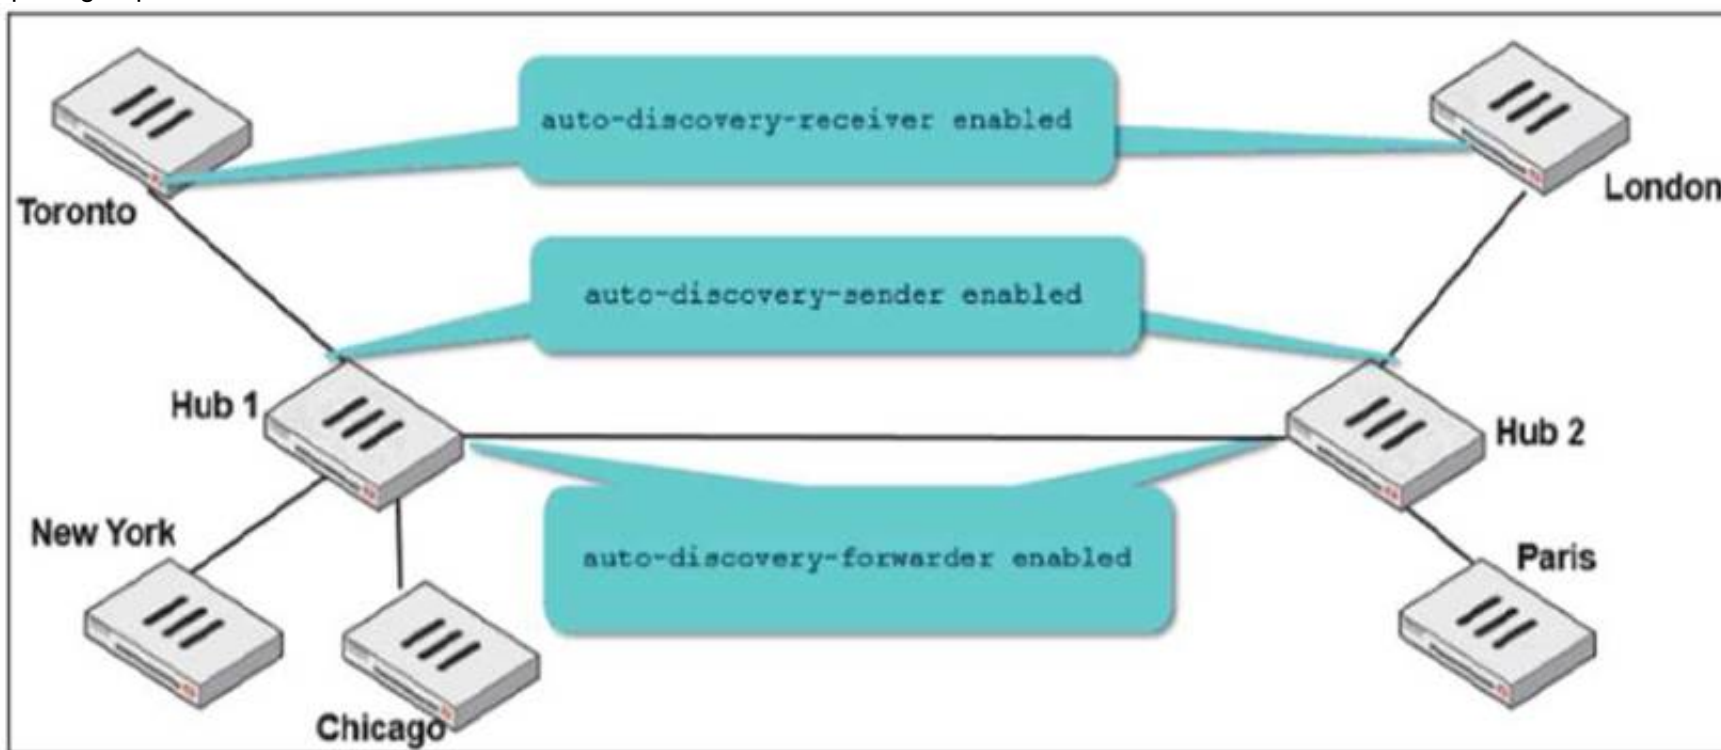 auto-discovery-receiver enabled
Toronto
London
auto-discovery-sender enabled
Hub 1
Hub 2
New York
auto-discovery-forwarder enabled
Paris
Chicago